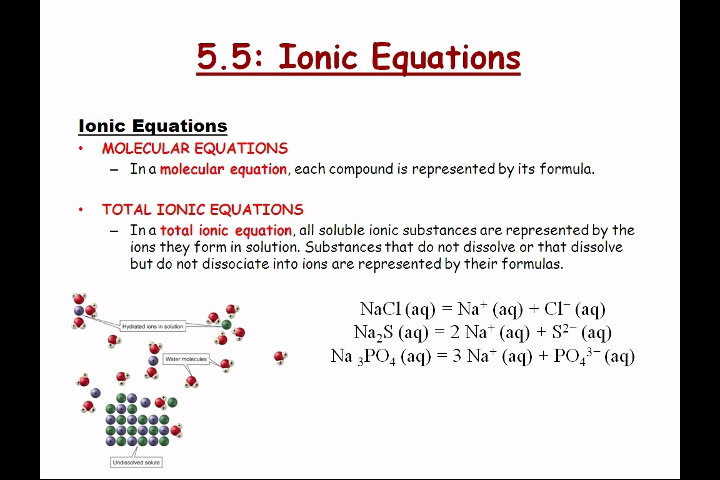 5.5: Ionic Equations
Ionic Equations
• MOLECULAR EQUATIONS
– In a molecular equation, each compound is represented by its formula.
• TOTAL IONIC EQUATIONS
– In a total ionic equation, all soluble ionic substances are represented by the
ions they form in solution. Substances that do not dissolve or that dissolve
but do not dissociate into ions are represented by their formulas.
NaCl (aq) = Na⁺ (aq) + Cl⁻ (aq)
Na₂S (aq) = 2 Na⁺ (aq) + S²⁻ (aq)
Na ₃PO₄ (aq) = 3 Na⁺ (aq) + PO₄³⁻ (aq)
Hydrated ions in solution
Water molecules
Undissolved solute